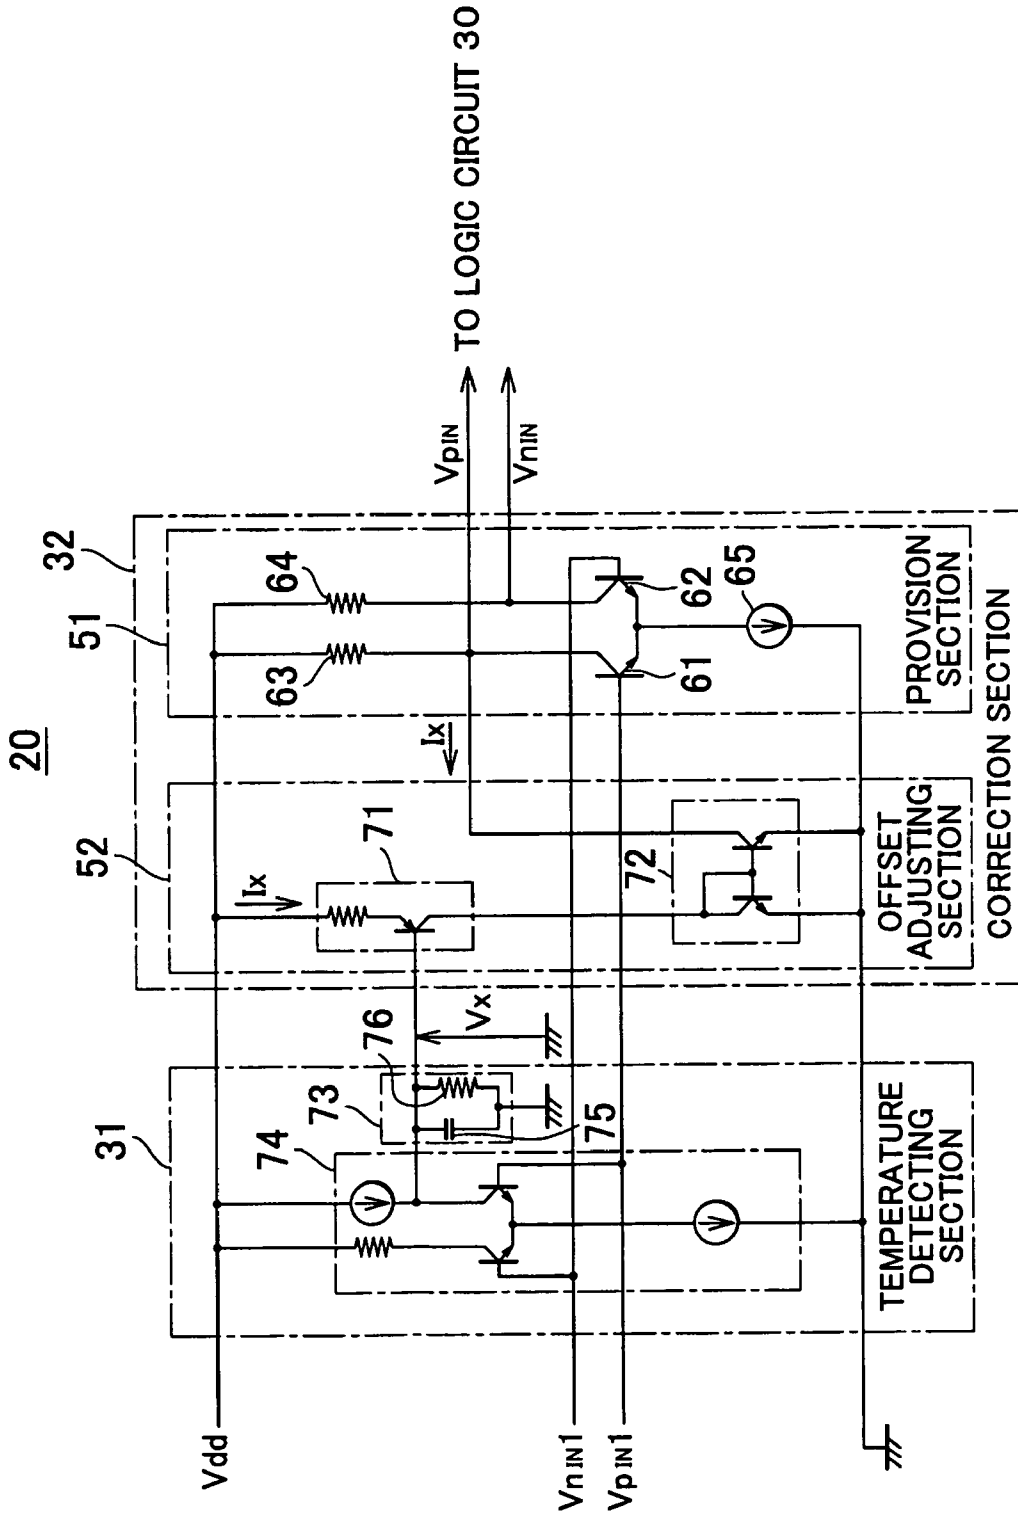 20
32
51
52
31
63
64
Ix
71
VpIN
VnIN
TO LOGIC CIRCUIT 30
Ix
74
73
76
Vx
75
72
61
62
65
Vdd
VnIN1
VpIN1
TEMPERATURE
DETECTING
SECTION
OFFSET
ADJUSTING
SECTION
PROVISION
SECTION
CORRECTION SECTION